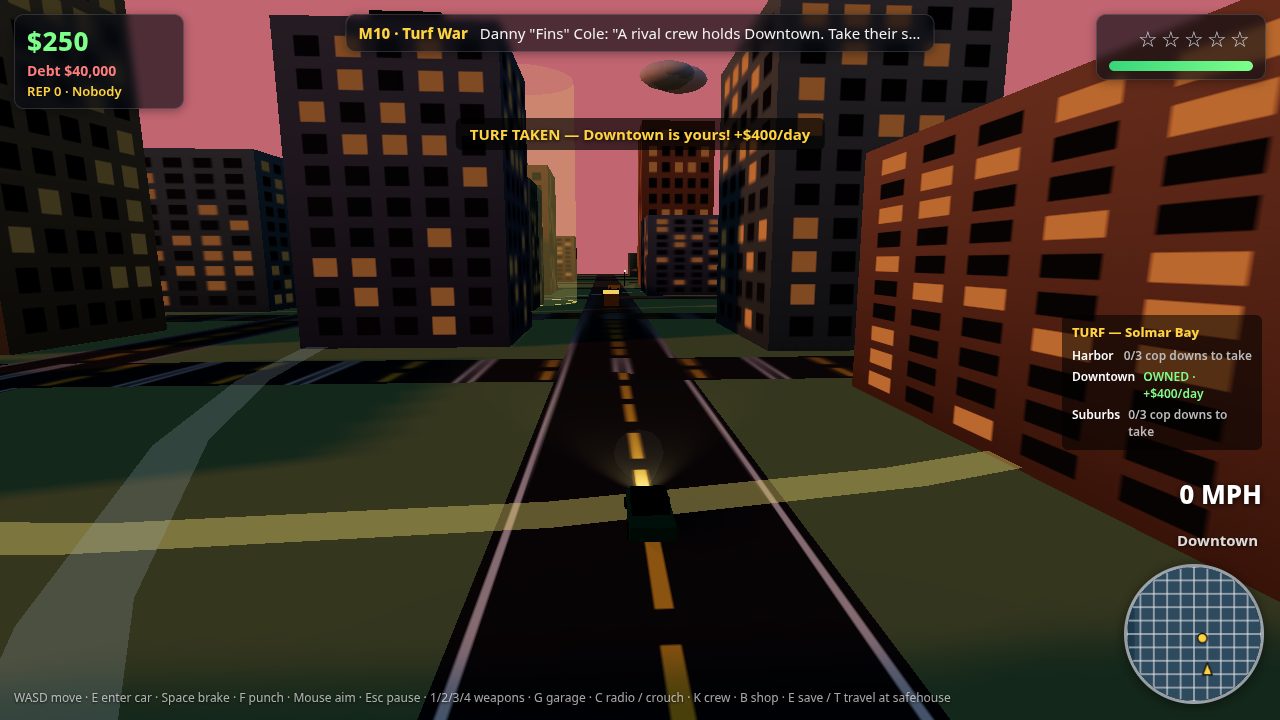 $250
Debt $40,000
REP 0 · Nobody
M10 · Turf War Danny "Fins" Cole: "A rival crew holds Downtown. Take their s...
☆☆☆☆☆
TURF TAKEN — Downtown is yours! +$400/day
TURF — Solmar Bay
Harbor 0/3 cop downs to take
Downtown OWNED ·
+$400/day
Suburbs 0/3 cop downs to
take
0 MPH
Downtown
WASD move · E enter car · Space brake · F punch · Mouse aim · Esc pause · 1/2/3/4 weapons · G garage · C radio / crouch · K crew · B shop · E save / T travel at safehouse